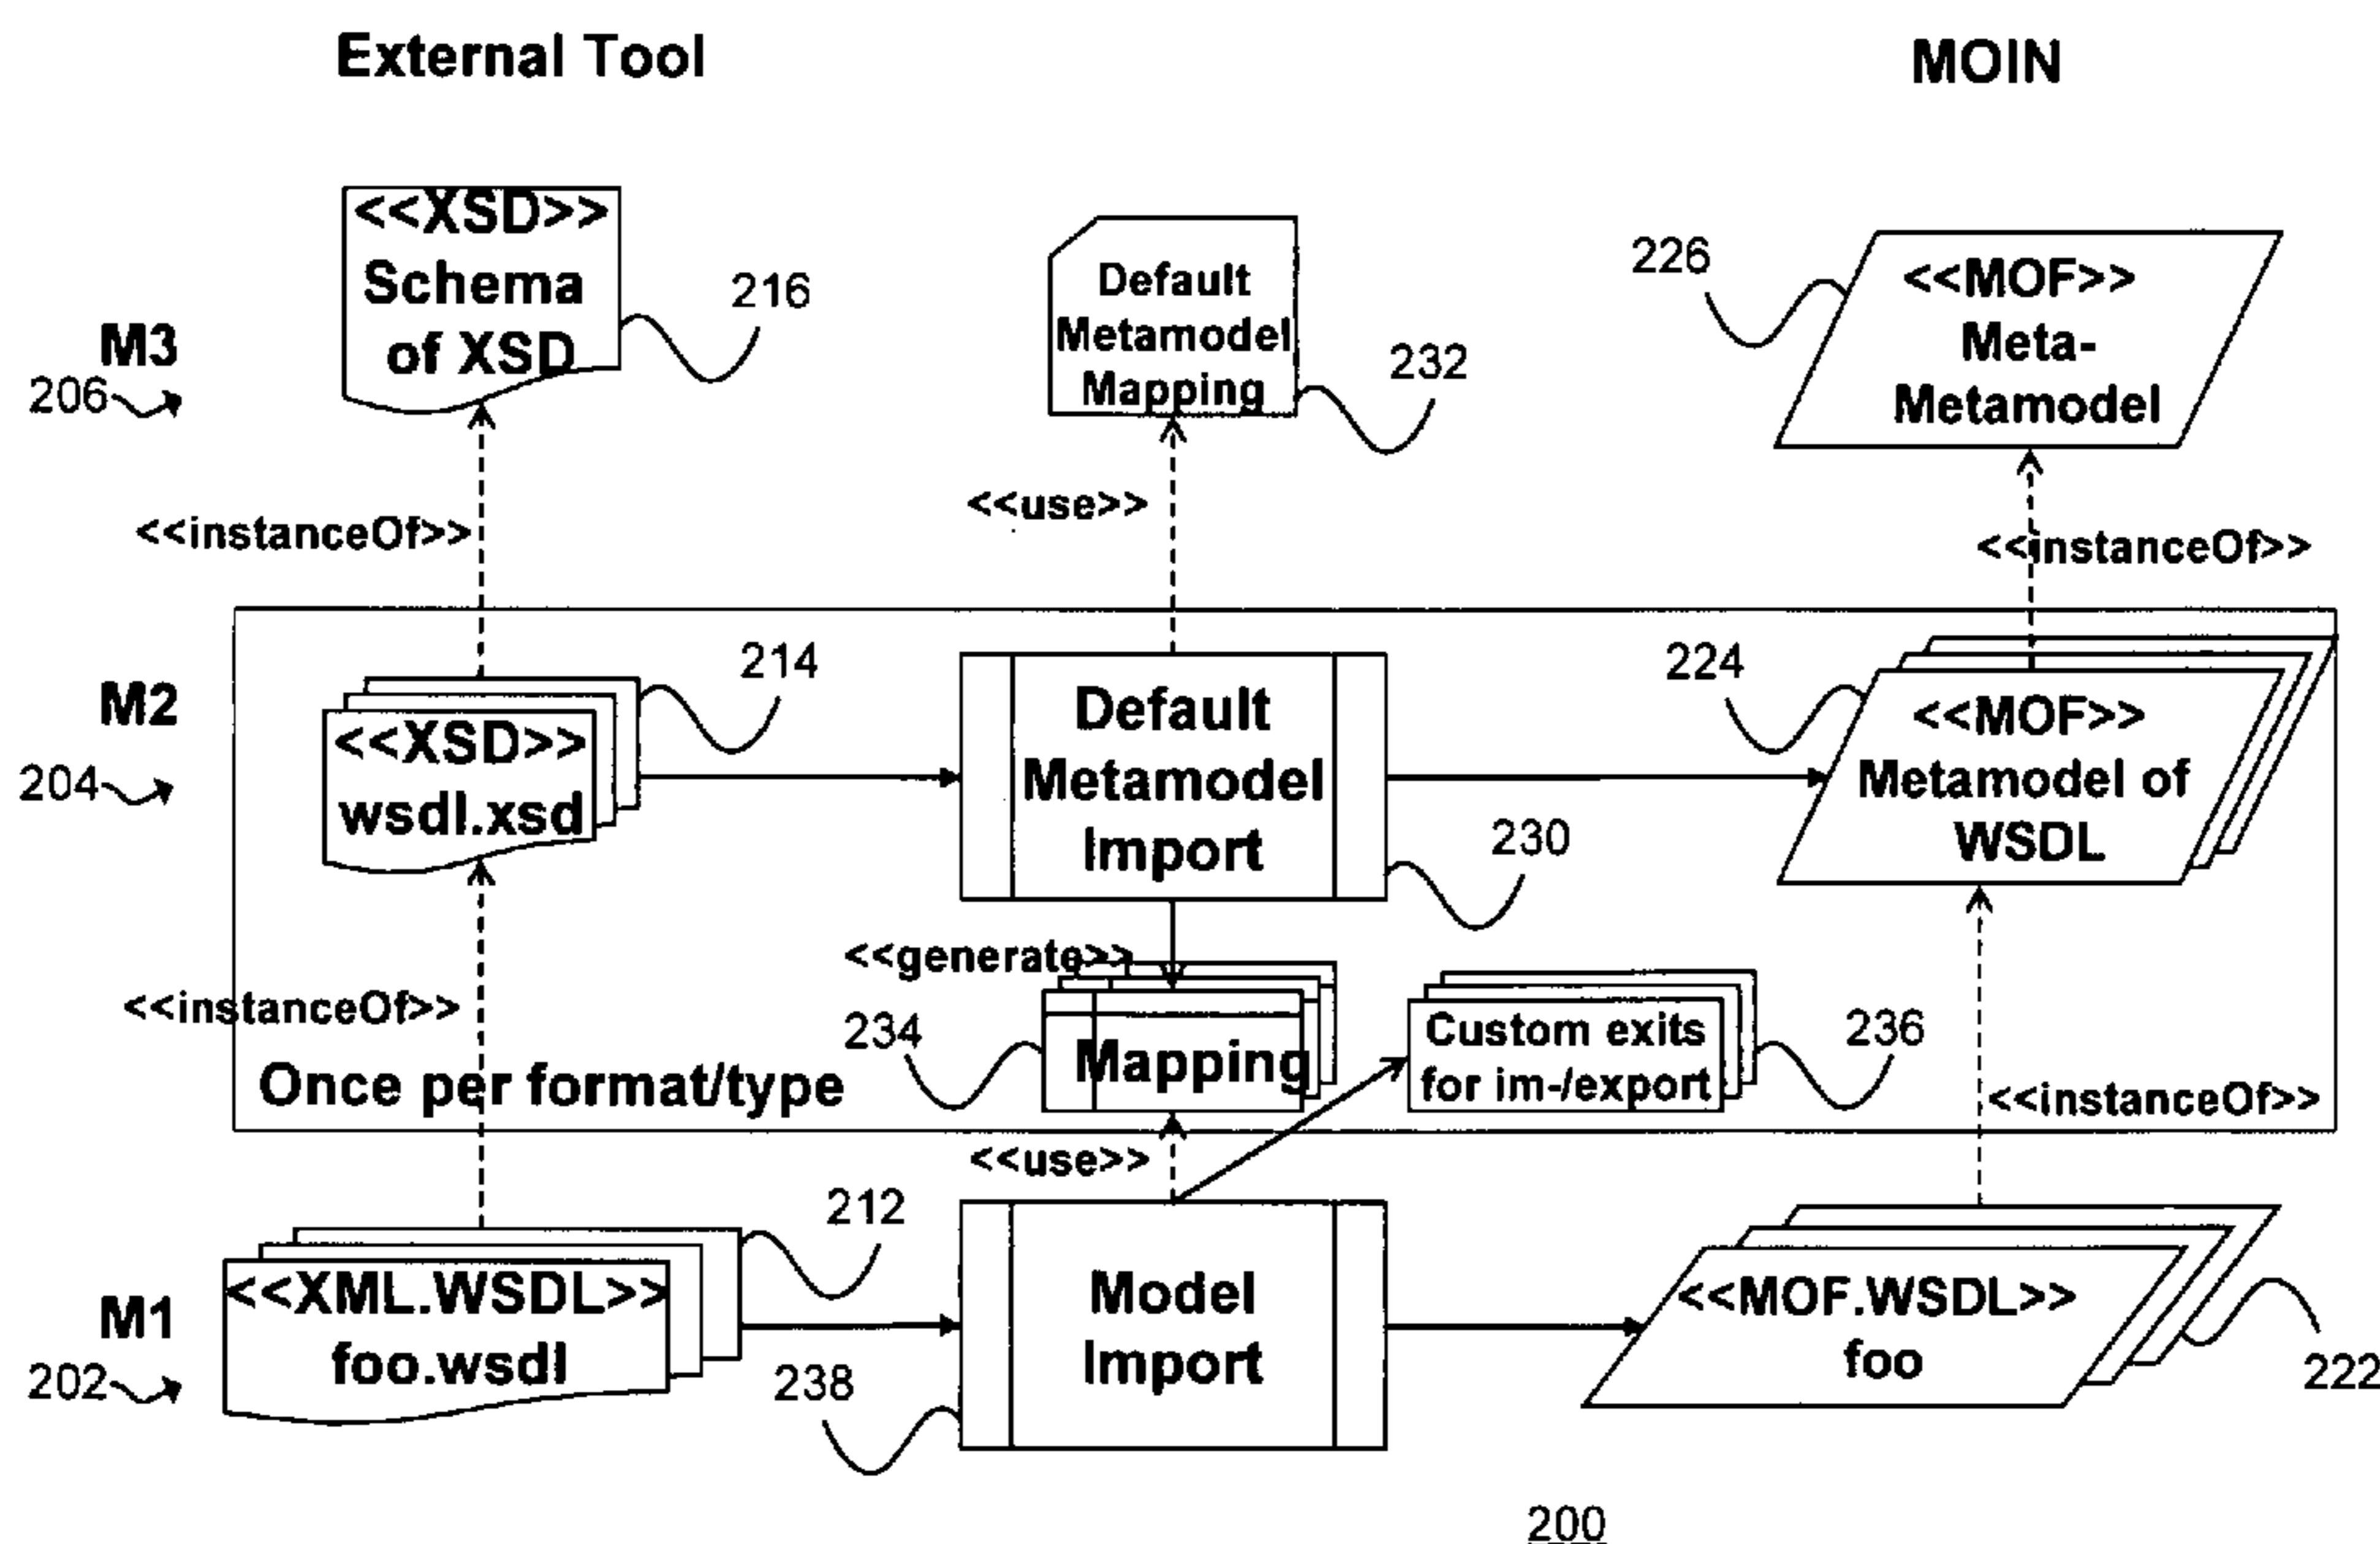 External Tool
MOIN
<<XSD>>
Schema
of XSD
216
M3
206
Default
Metamodel
Mapping
232
226
<<MOF>>
Meta-
Metamodel
<<instanceOf>>
<<use>>
<<instanceOf>>
M2
204
214
<<XSD>>
wsdl.xsd
Default
Metamodel
Import
230
224
<<MOF>>
Metamodel of
WSDL
<<generate>>
<<instanceOf>>
234
Mapping
Custom exits
for im-/export
236
Once per format/type
<<instanceOf>>
<<use>>
M1
202
212
<<XML.WSDL>>
foo.wsdl
238
Model
Import
<<MOF.WSDL>>
foo
222
200